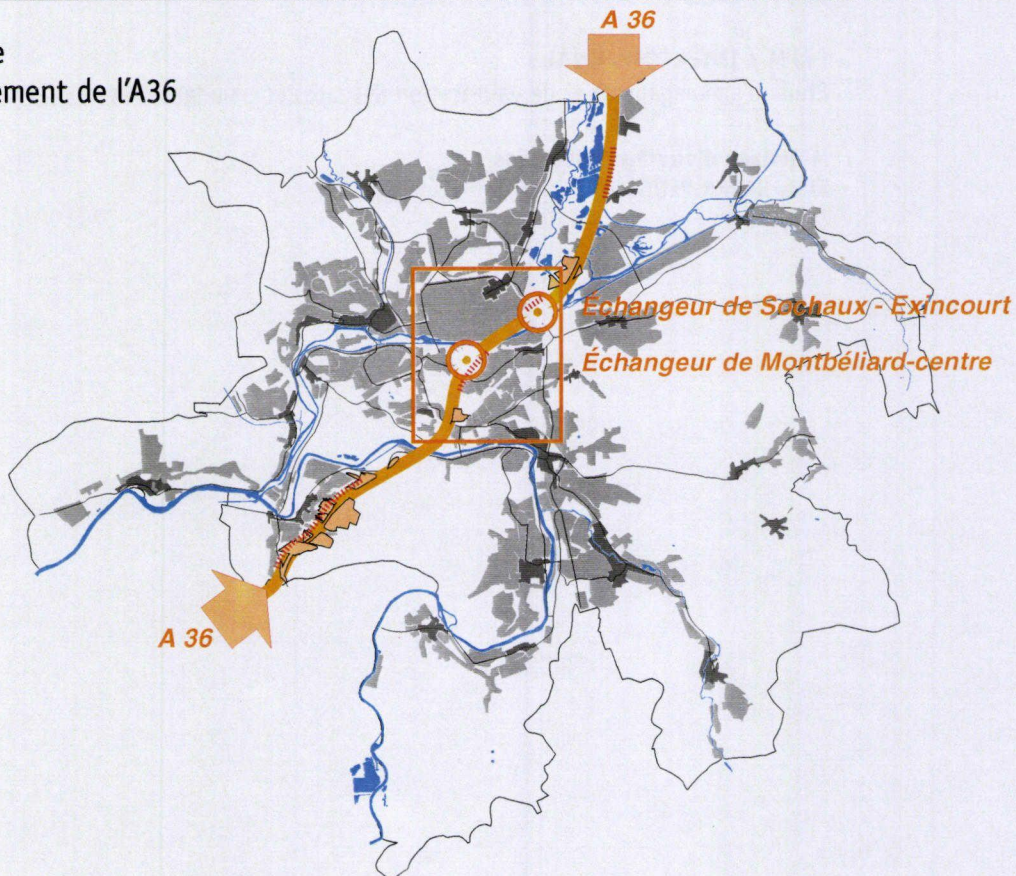 A 36
e
ement de l'A36
Échangeur de Sochaux - Exincourt
Échangeur de Montbéliard-centre
A 36